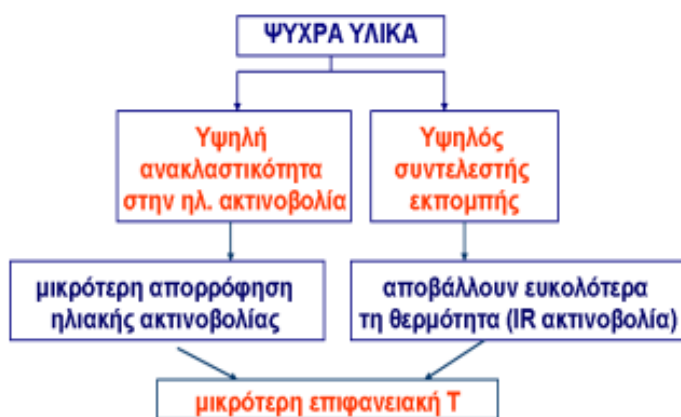 ΨΥΧΡΑ ΥΛΙΚΑ
Υψηλή
ανακλαστικότητα
στην ηλ. ακτινοβολία
Υψηλός
συντελεστής
εκπομπής
μικρότερη απορρόφηση
ηλιακής ακτινοβολίας
αποβάλλουν ευκολότερα
τη θερμότητα (IR ακτινοβολία)
μικρότερη επιφανειακή Τ